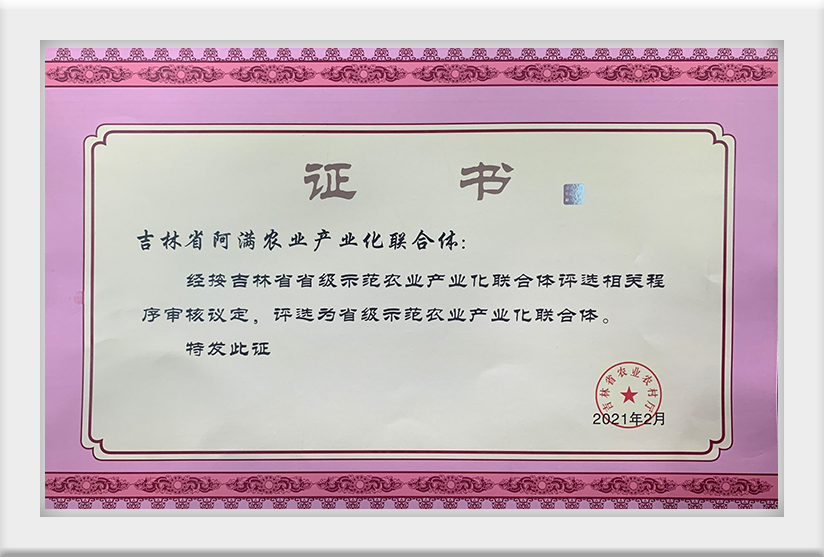 证书
吉林省阿满农业产业化联合体：
经按吉林省省级示范农业产业化联合体评选相关程
序审核议定，评选为省级示范农业产业化联合体。
特发此证
吉林省农业农村厅
2021年2月